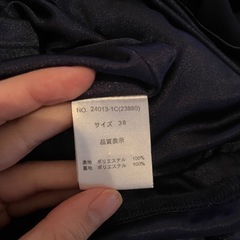 NO. 24013-1C(23880)
サイズ 38
品質表示
表地 ポリエステル 100%
裏地 ポリエステル 100%